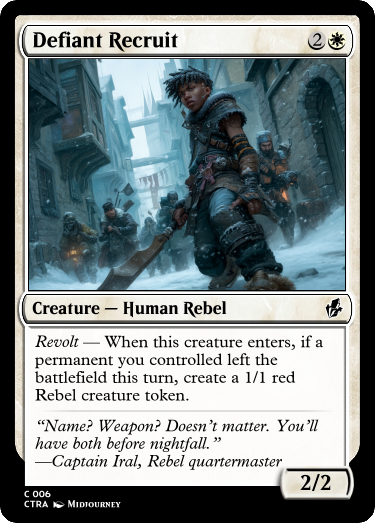 Defiant Recruit 2
Creature — Human Rebel
Revolt — When this creature enters, if a
permanent you controlled left the
battlefield this turn, create a 1/1 red
Rebel creature token.
“Name? Weapon? Doesn’t matter. You’ll
have both before nightfall.”
—Captain Iral, Rebel quartermaster
2/2
C 006
CTRA Midjourney